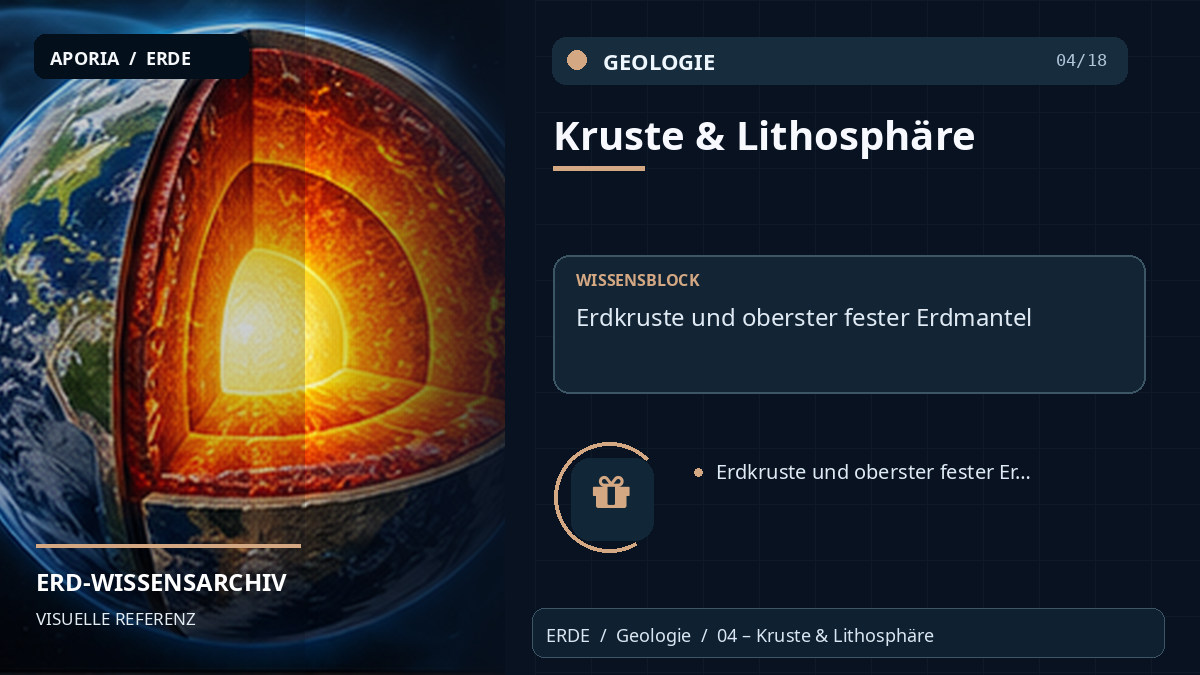 APORIA / ERDE
GEOLOGIE
04/18
Kruste & Lithosphäre
WISSENSBLOCK
Erdkruste und oberster fester Erdmantel
Erdkruste und oberster fester Er...
ERD-WISSENSARCHIV
VISUELLE REFERENZ
ERDE / Geologie / 04 – Kruste & Lithosphäre